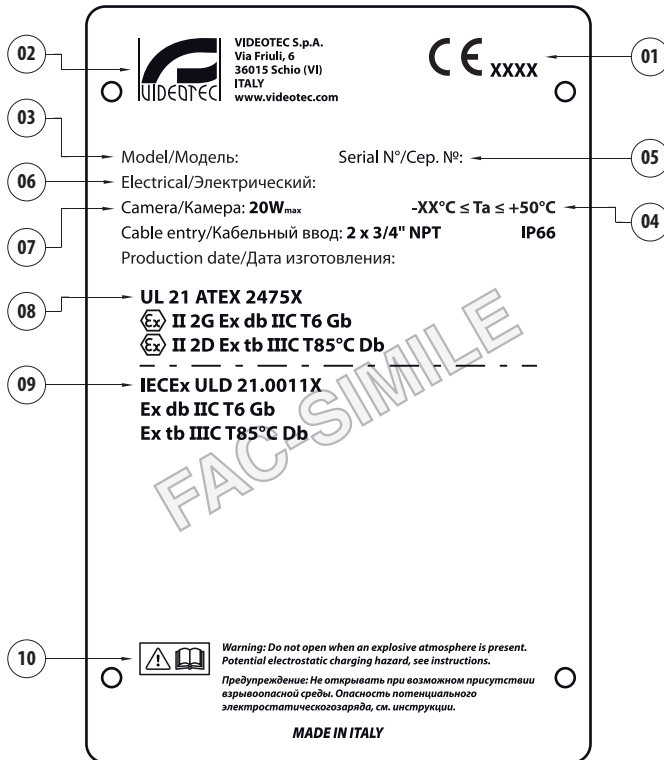 02
VIDEOTEC
VIDEOTEC S.p.A.
Via Friuli, 6
36015 Schio (VI)
ITALY
www.videotec.com
CE XXXX
01
03
Model/Модель:
Serial N°/Сер. №:
05
06
Electrical/Электрический:
07
Camera/Камера: 20Wmax
-XX°C ≤ Ta ≤ +50°C
04
Cable entry/Кабельный ввод: 2 x 3/4" NPT
IP66
Production date/Дата изготовления:
08
UL 21 ATEX 2475X
Ex II 2G Ex db IIC T6 Gb
Ex II 2D Ex tb IIIC T85°C Db
09
IECEx ULD 21.0011X
Ex db IIC T6 Gb
Ex tb IIIC T85°C Db
FAC-SIMILE
10
Warning: Do not open when an explosive atmosphere is present.
Potential electrostatic charging hazard, see instructions.
Предупреждение: Не открывать при возможном присутствии
взрывоопасной среды. Опасность потенциального
электростатическогозаряда, см. инструкции.
MADE IN ITALY